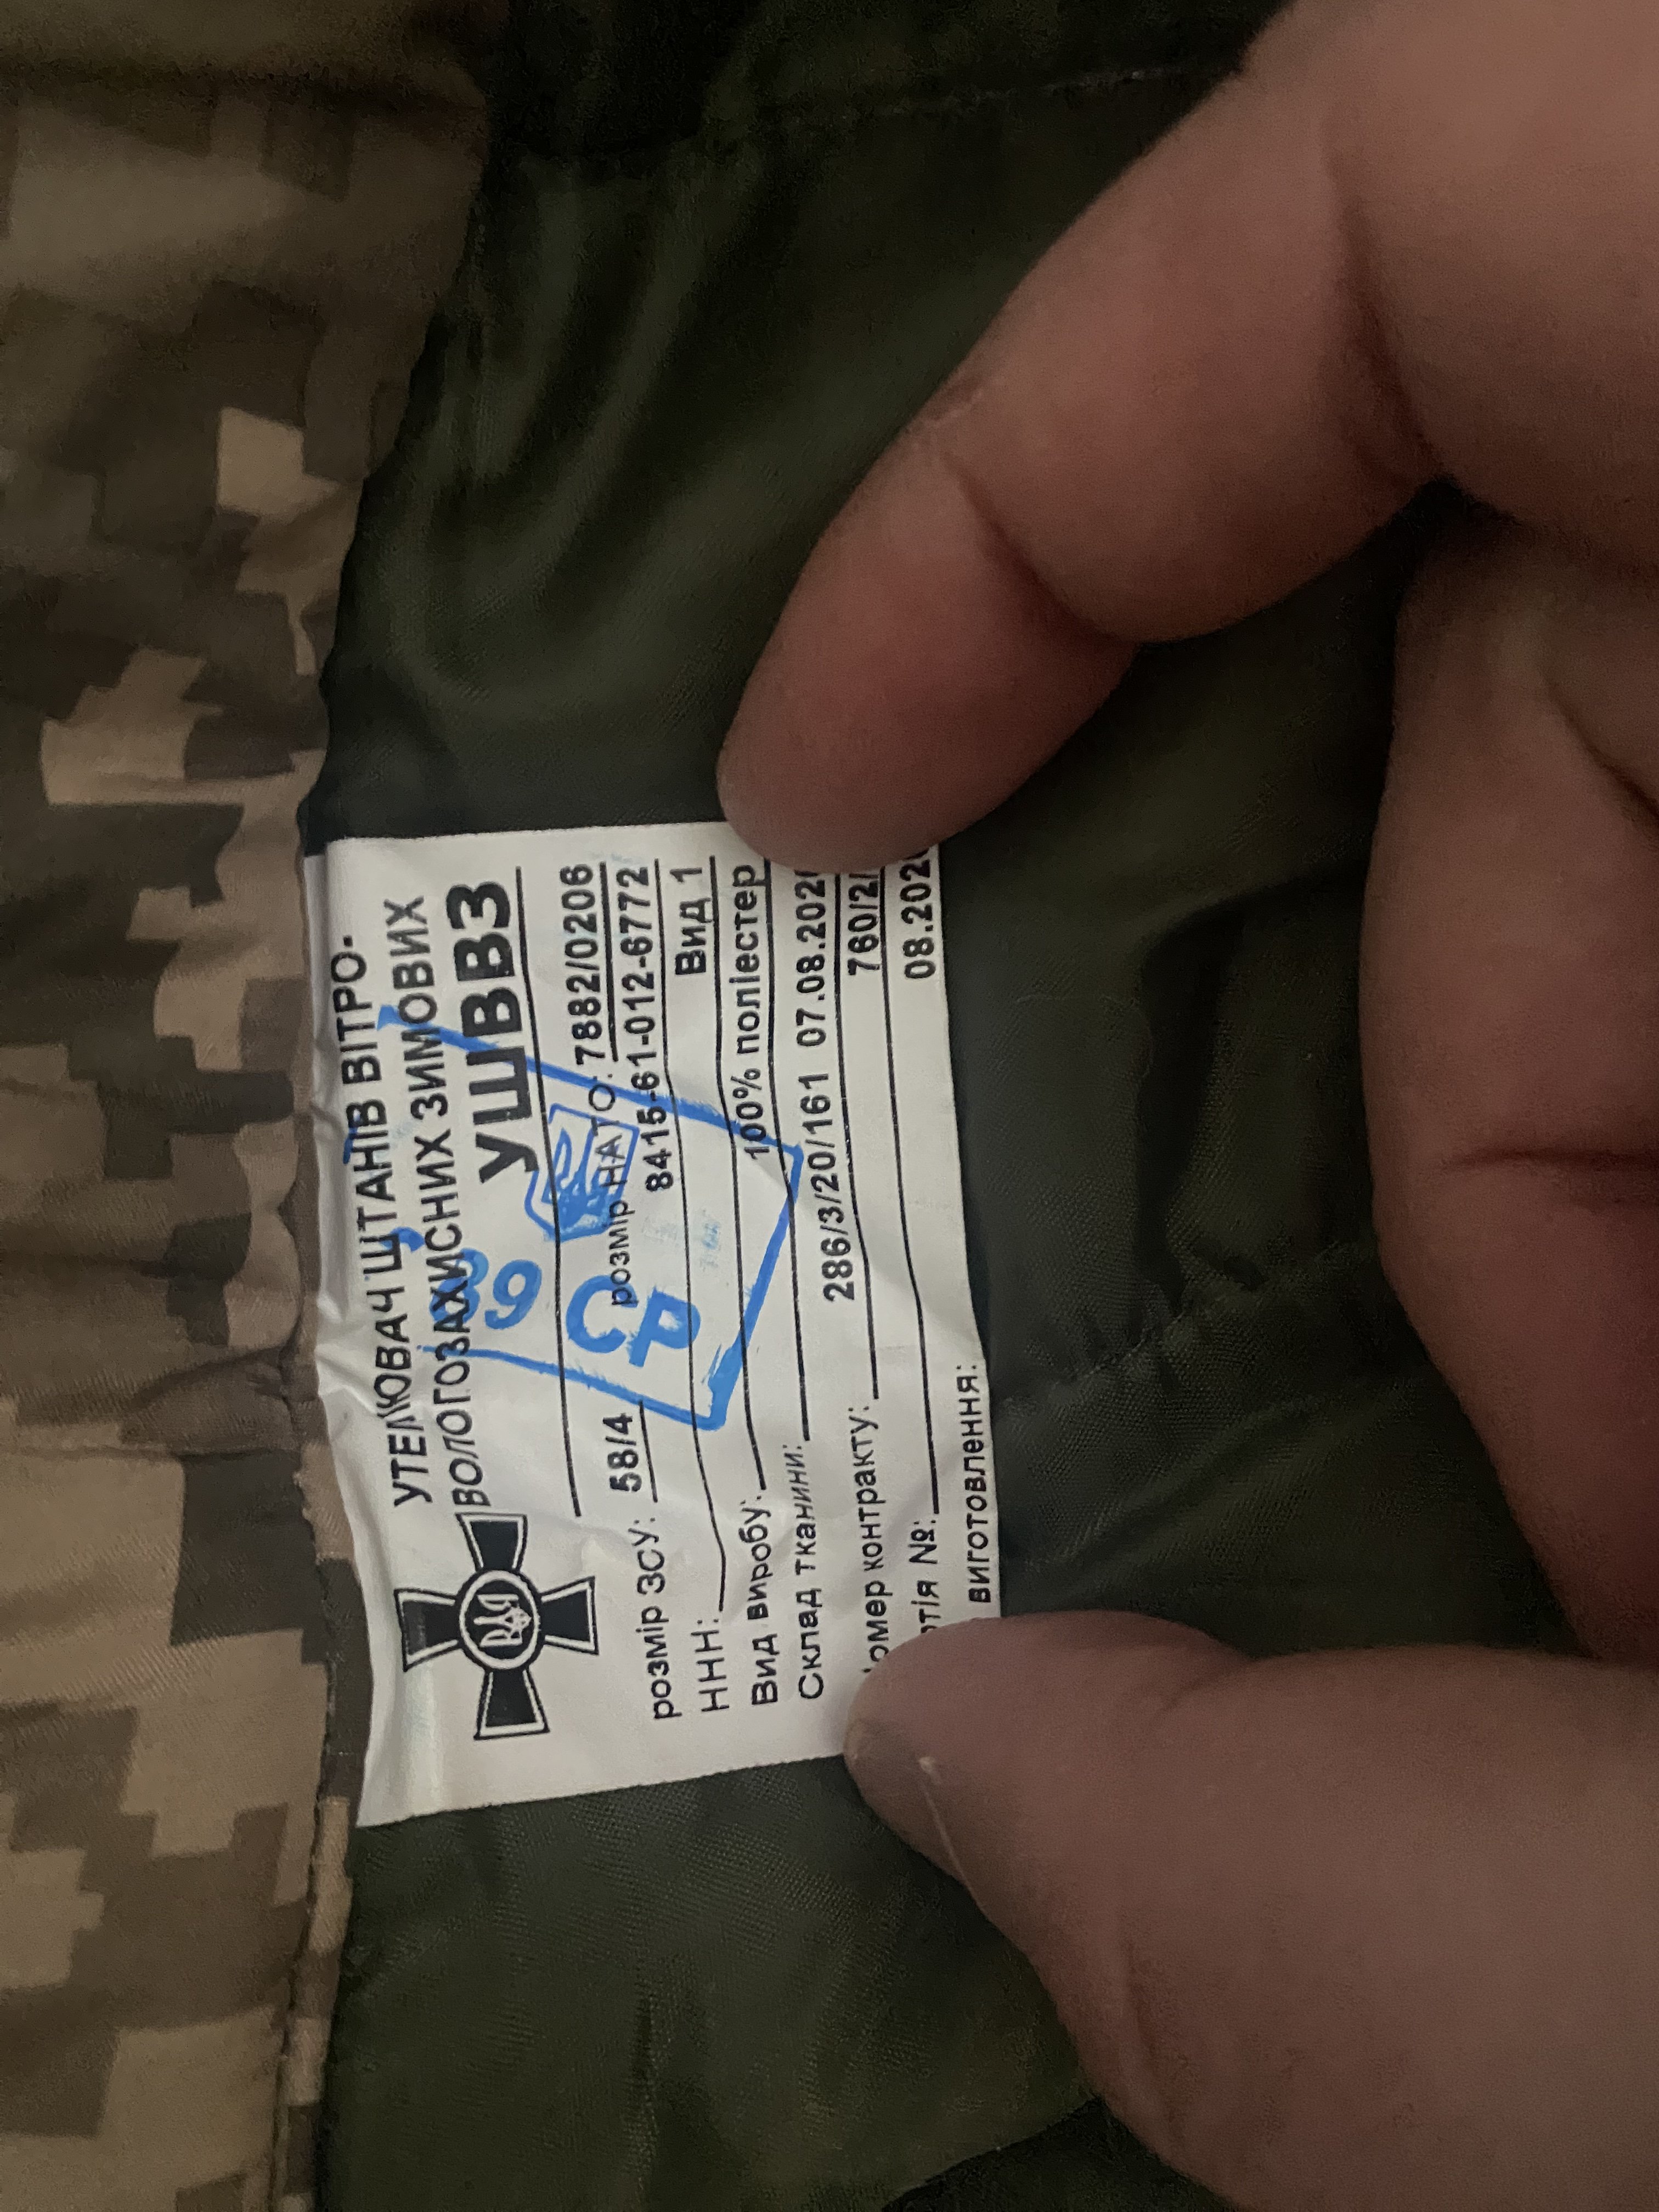 УТЕПЛЮВАЧ ШТАНІВ ВІТРО-
ВОЛОГОЗАХИСНИХ ЗИМОВИХ
УШВВЗ
розмір ЗСУ: 58/4 розмір НАТО: 7882/0206
ННН: 8415-61-012-6772
Вид виробу: Вид 1
Склад тканини: 100% поліестер
омер контракту: 286/3/20/161 07.08.202
тія №: 760/2
виготовлення: 08.202
39
СР